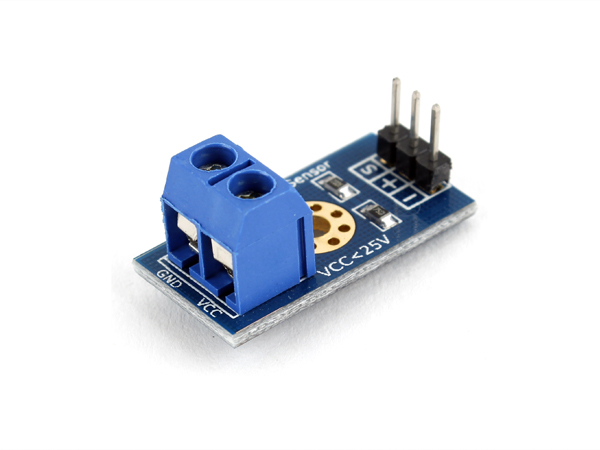 Sensor
S + -
VCC<25V
GND VCC